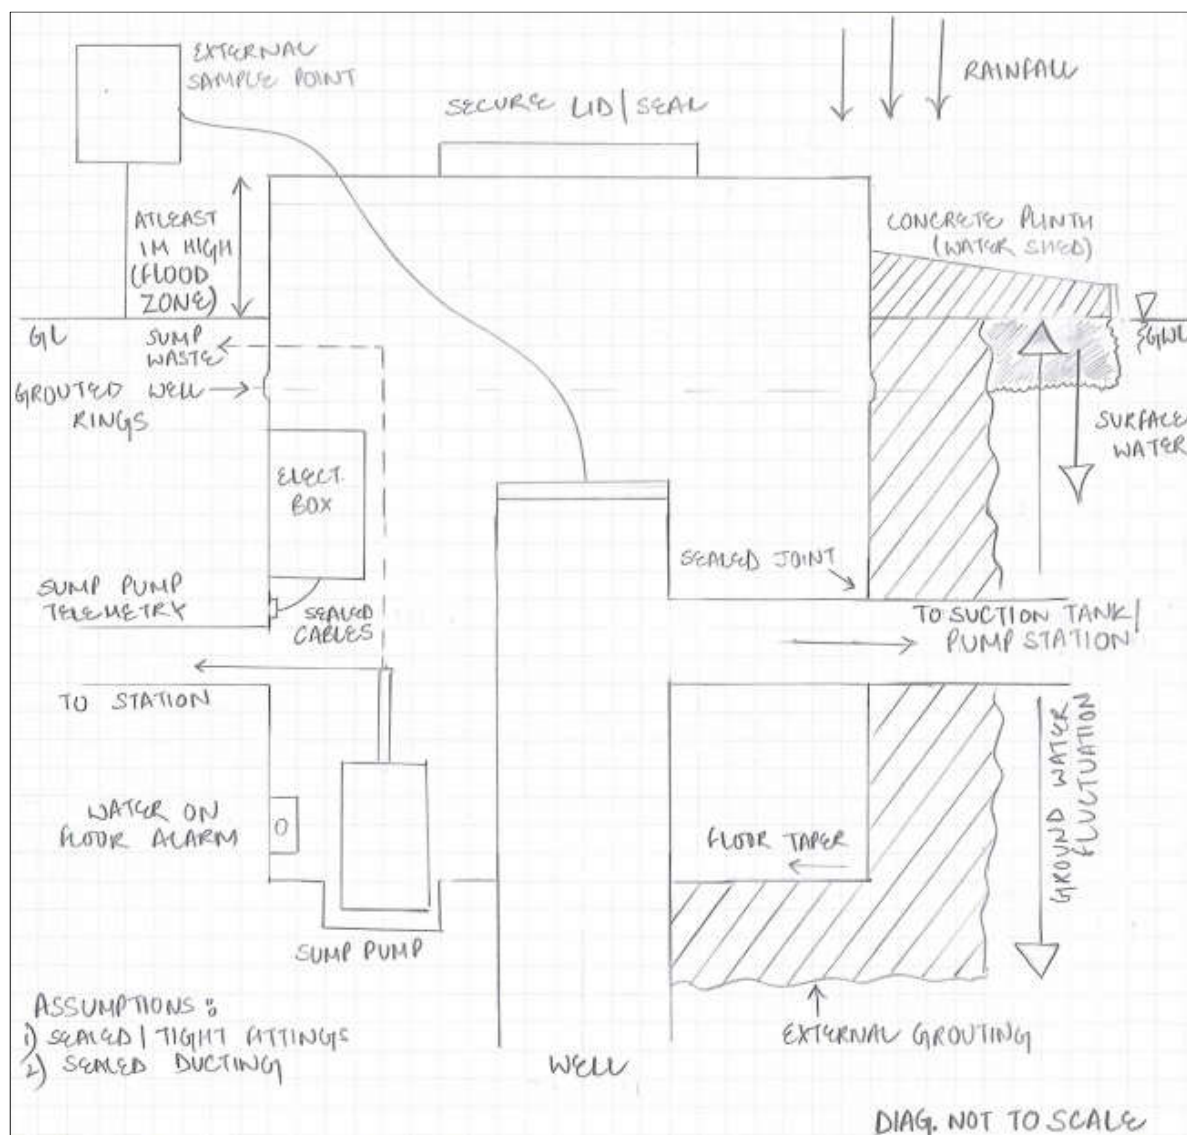 EXTERNAL
SAMPLE POINT
RAINFALL
SECURE LID/SEAL
ATLEAST
1M HIGH
(FLOOD
ZONE)
CONCRETE PLINTH
(WATER SHED)
GL
SUMP
WASTE
GWL
GROUTED WELL
RINGS
SURFACE
WATER
ELECT.
BOX
SEALED JOINT
SUMP PUMP
TELEMETRY
SEALED
CABLES
TO SUCTION TANK/
PUMP STATION
TO STATION
GROUND WATER
FLUCTUATION
WATER ON
FLOOR ALARM
FLOOR TAPER
SUMP PUMP
ASSUMPTIONS:
1) SEALED/TIGHT FITTINGS
2) SEALED DUCTING
EXTERNAL GROUTING
WELL
DIAG. NOT TO SCALE